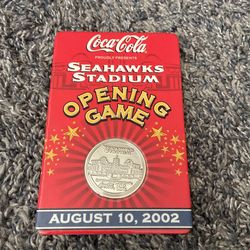 Coca-Cola
PROUDLY PRESENTS
SEAHAWKS
STADIUM
OPENING
GAME
AUGUST 10, 2002